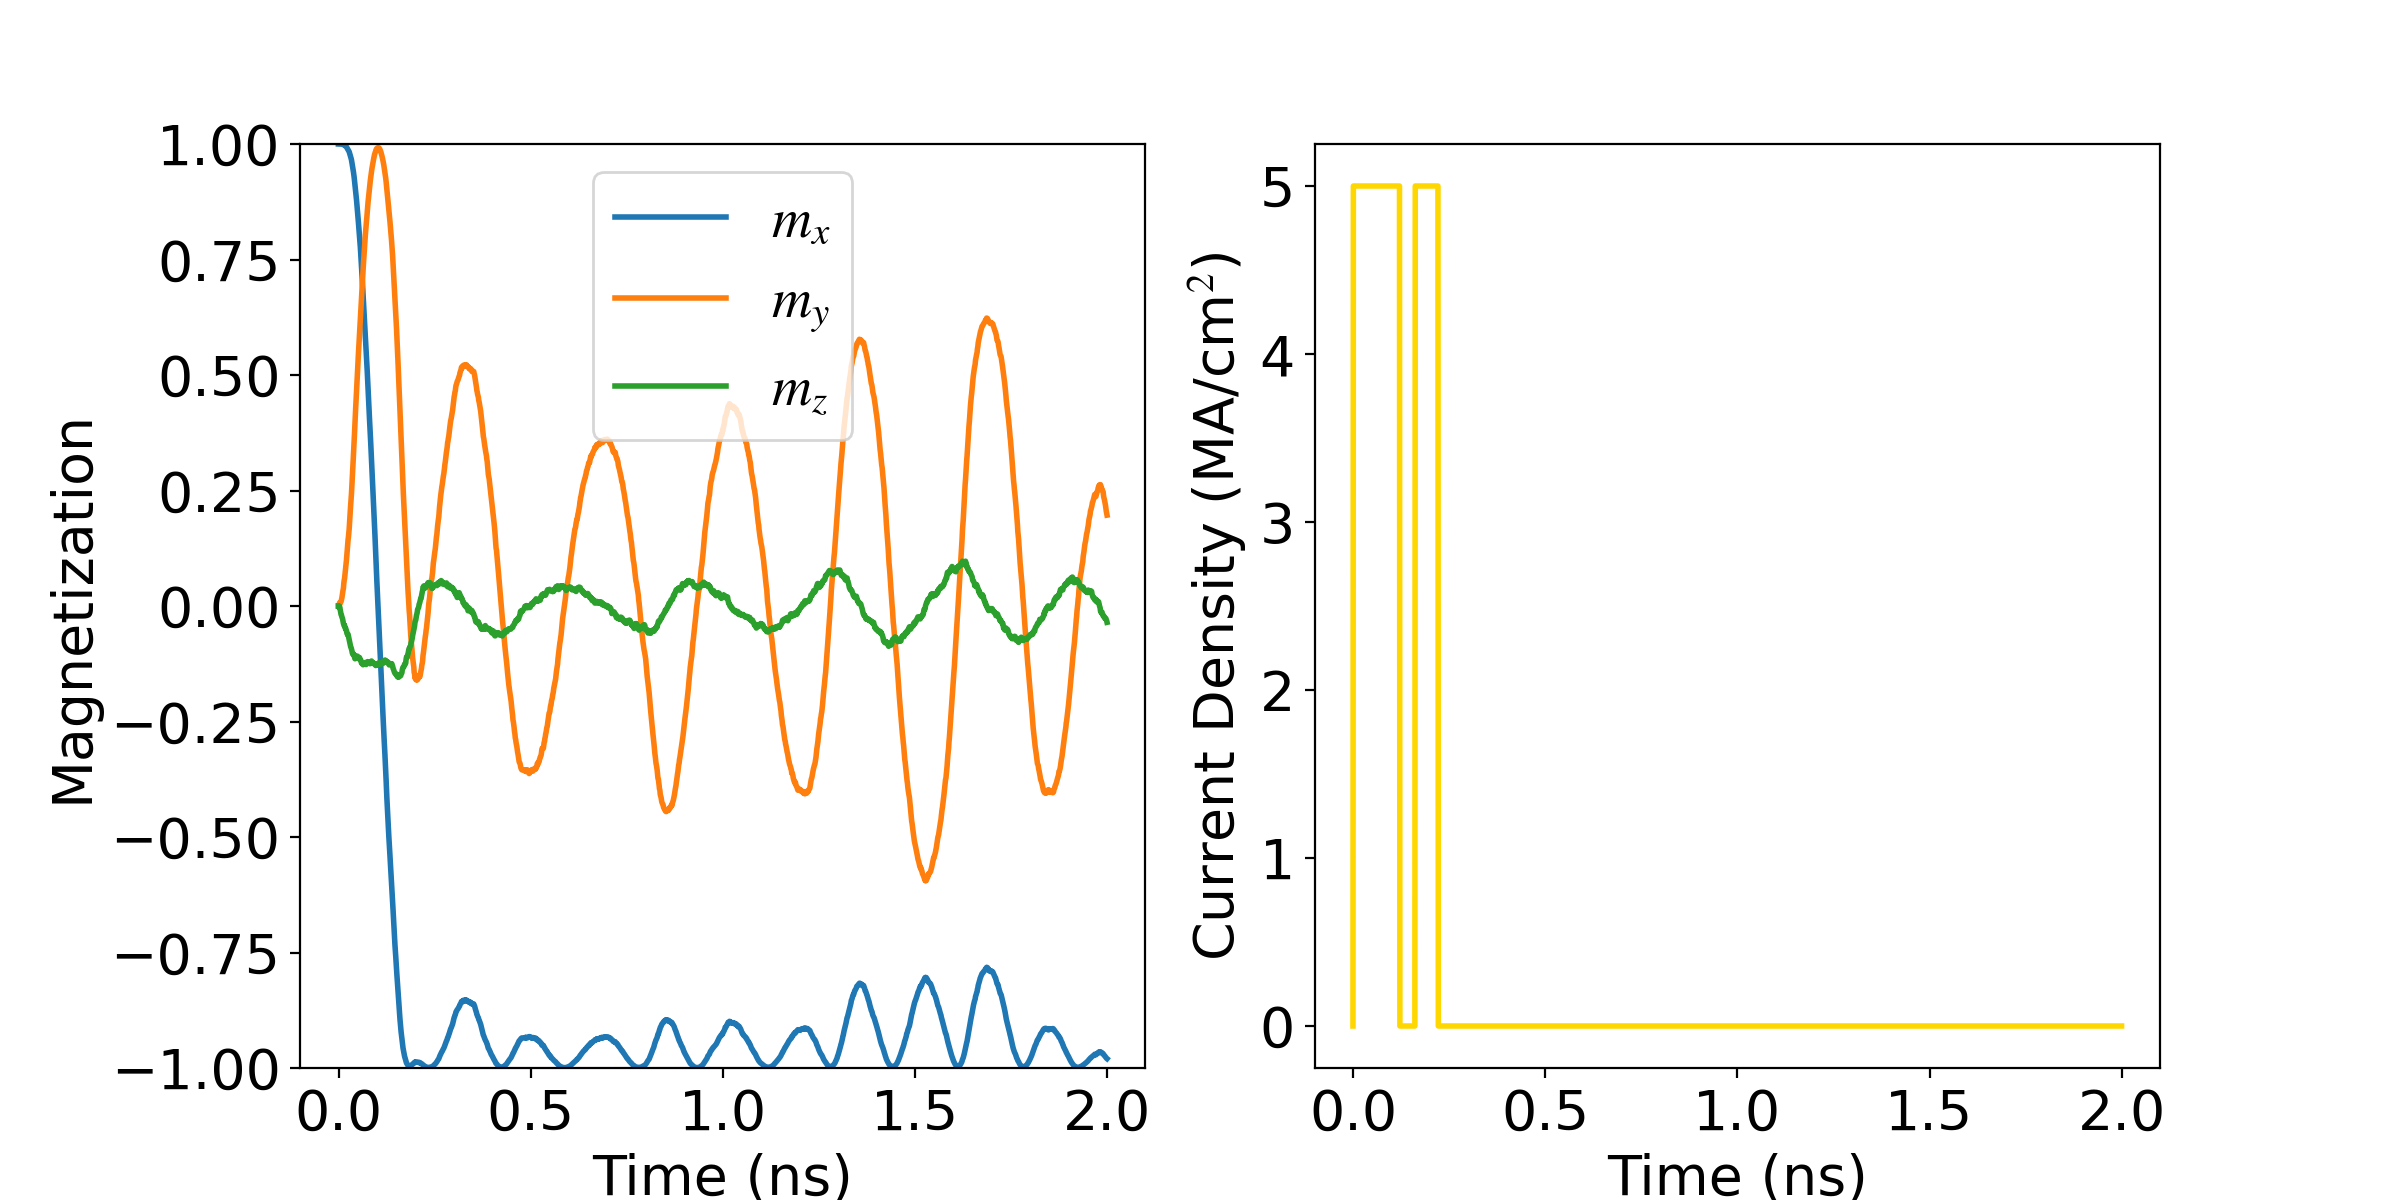 1.00
0.75
0.50
0.25
0.00
−0.25
−0.50
−0.75
−1.00
Magnetization
0.0 0.5 1.0 1.5 2.0
Time (ns)
m_x
m_y
m_z
5
4
3
2
1
0
Current Density (MA/cm²)
0.0 0.5 1.0 1.5 2.0
Time (ns)